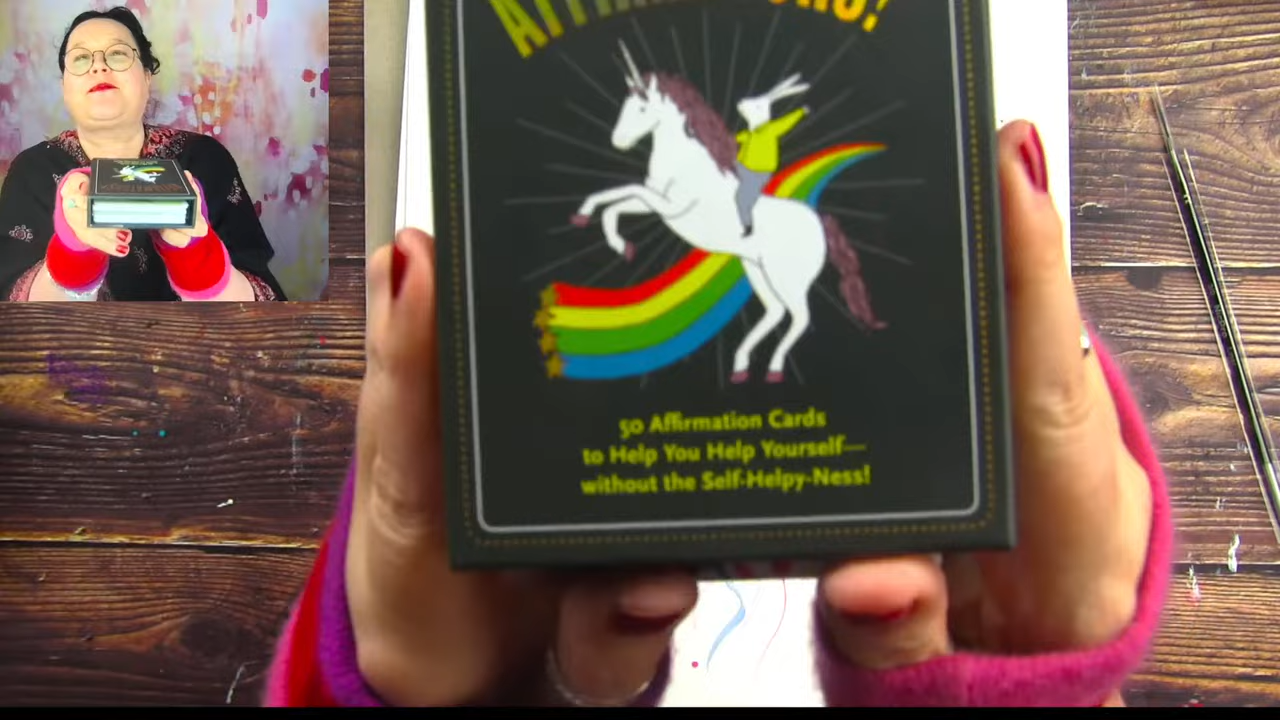 50 Affirmation Cards
to Help You Help Yourself—
without the Self-Helpy-Ness!